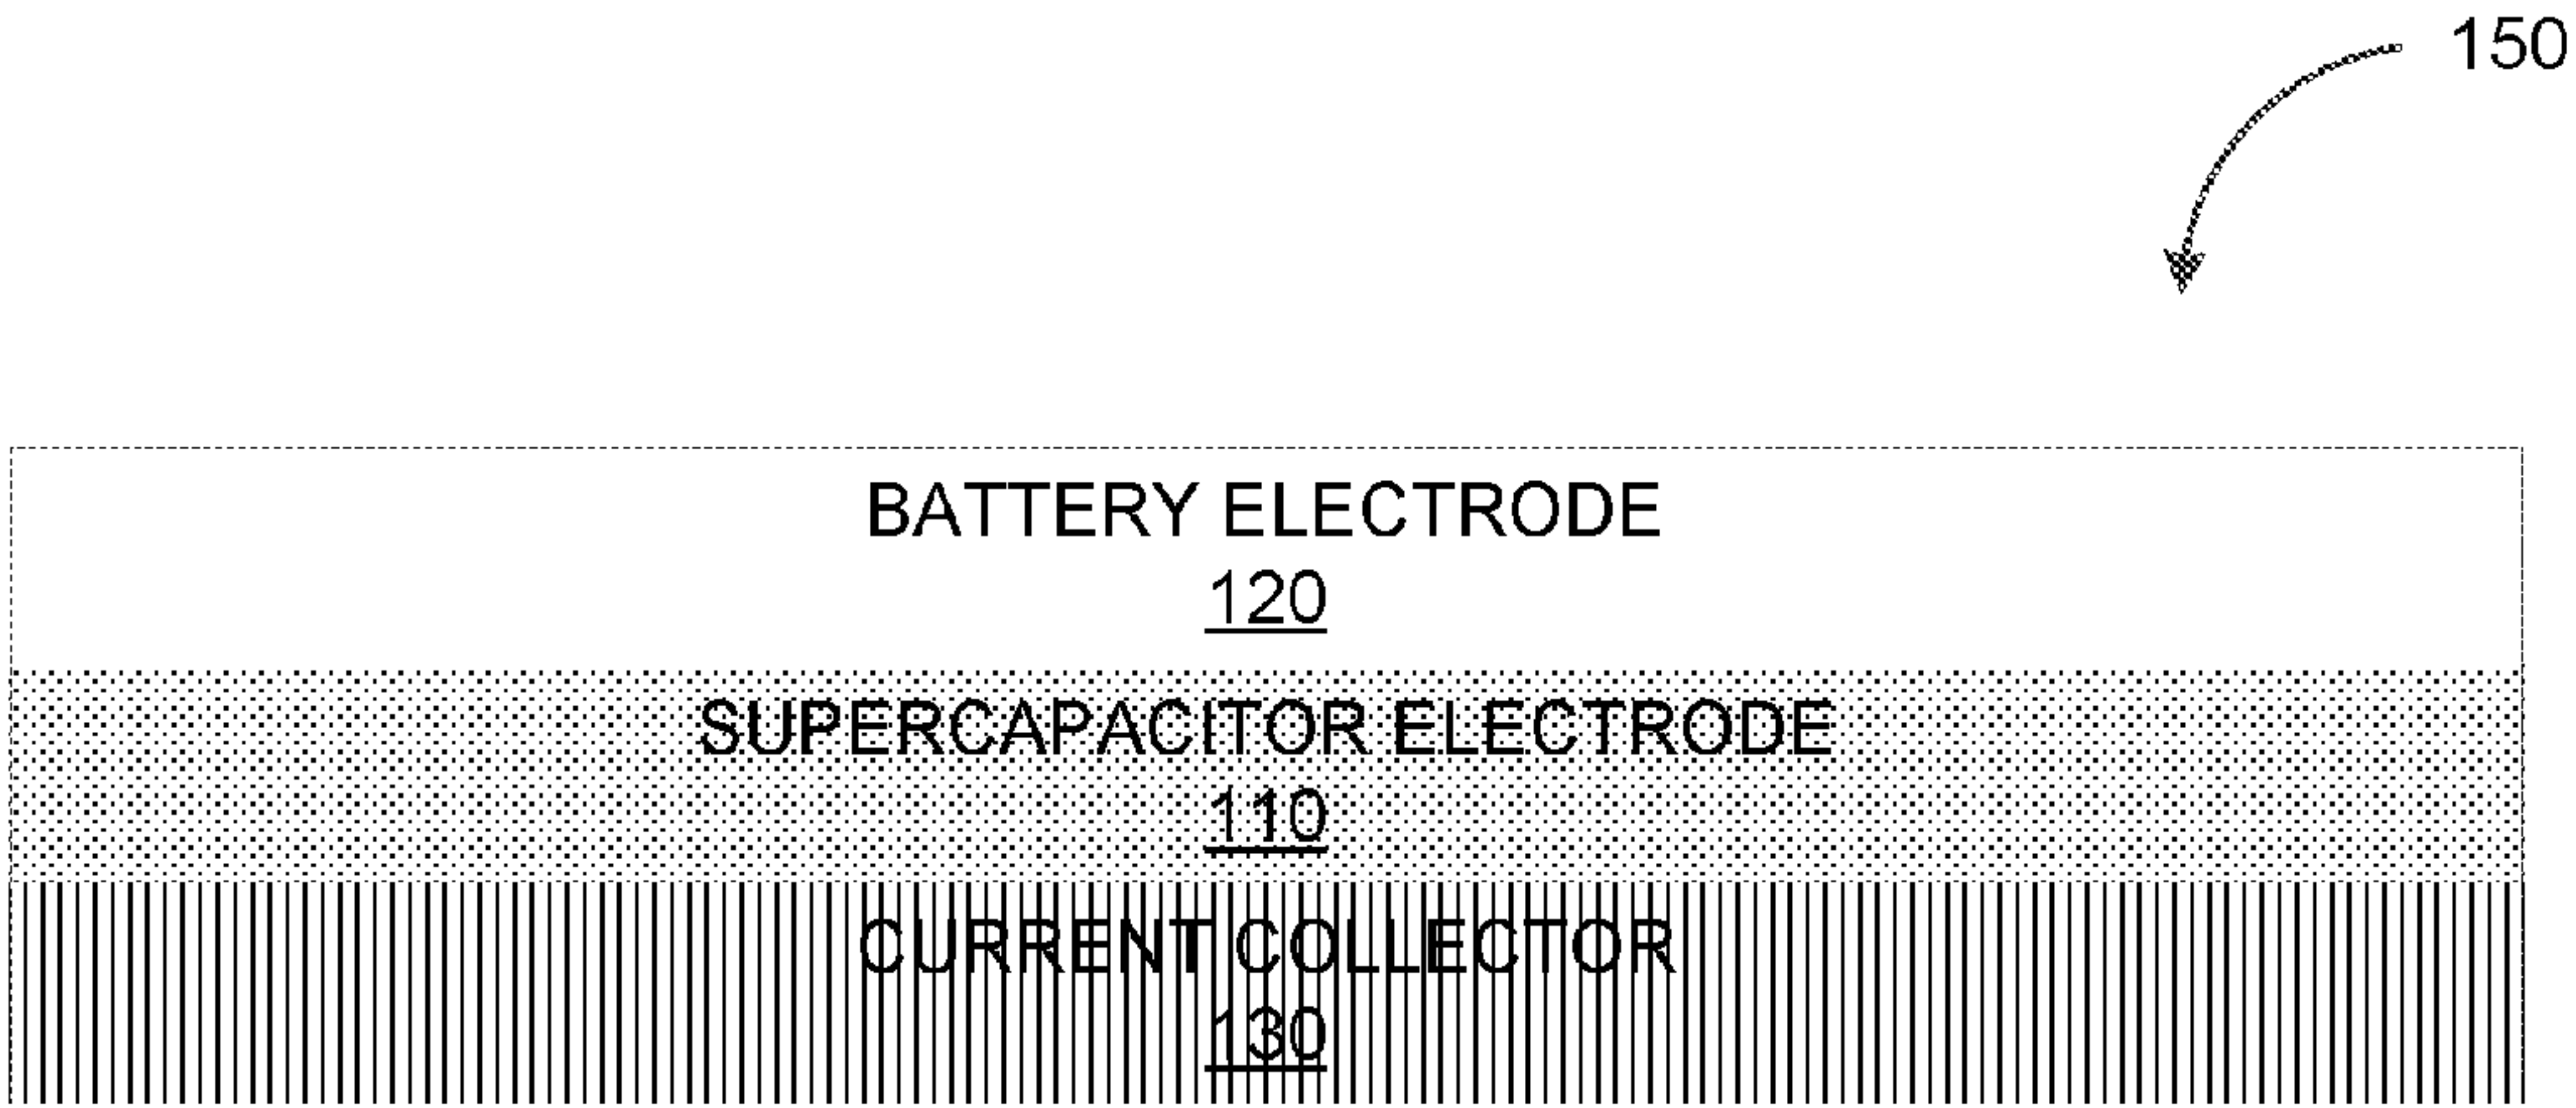 150
BATTERY ELECTRODE
120
SUPERCAPACITOR ELECTRODE
110
CURRENT COLLECTOR
130